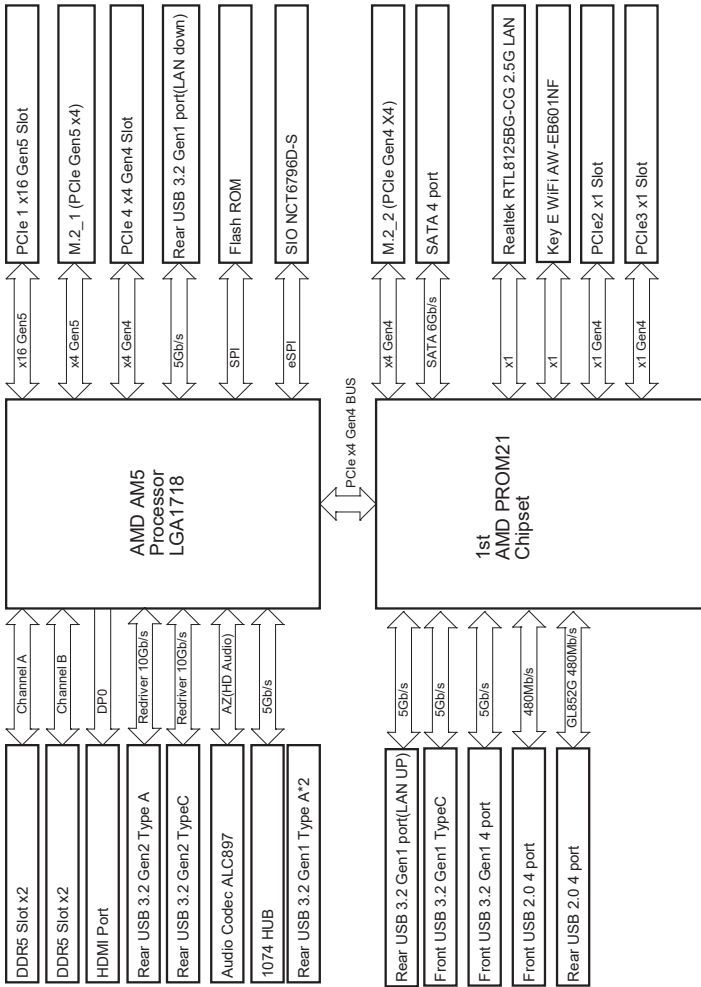 DDR5 Slot x2
Channel A
DDR5 Slot x2
Channel B
HDMI Port
DP0
Rear USB 3.2 Gen2 Type A
Redriver 10Gb/s
Rear USB 3.2 Gen2 TypeC
Redriver 10Gb/s
Audio Codec ALC897
AZ(HD Audio)
1074 HUB
5Gb/s
Rear USB 3.2 Gen1 Type A*2
AMD AM5
Processor
LGA1718
x16 Gen5
PCIe 1 x16 Gen5 Slot
x4 Gen5
M.2_1 (PCIe Gen5 x4)
x4 Gen4
PCIe 4 x4 Gen4 Slot
5Gb/s
Rear USB 3.2 Gen1 port(LAN down)
SPI
Flash ROM
eSPI
SIO NCT6796D-S
PCIe x4 Gen4 BUS
Rear USB 3.2 Gen1 port(LAN UP)
5Gb/s
Front USB 3.2 Gen1 TypeC
5Gb/s
Front USB 3.2 Gen1 4 port
5Gb/s
Front USB 2.0 4 port
480Mb/s
Rear USB 2.0 4 port
GL852G 480Mb/s
1st
AMD PROM21
Chipset
x4 Gen4
M.2_2 (PCIe Gen4 X4)
SATA 6Gb/s
SATA 4 port
x1
Realtek RTL8125BG-CG 2.5G LAN
x1
Key E WiFi AW-EB601NF
x1 Gen4
PCIe2 x1 Slot
x1 Gen4
PCIe3 x1 Slot